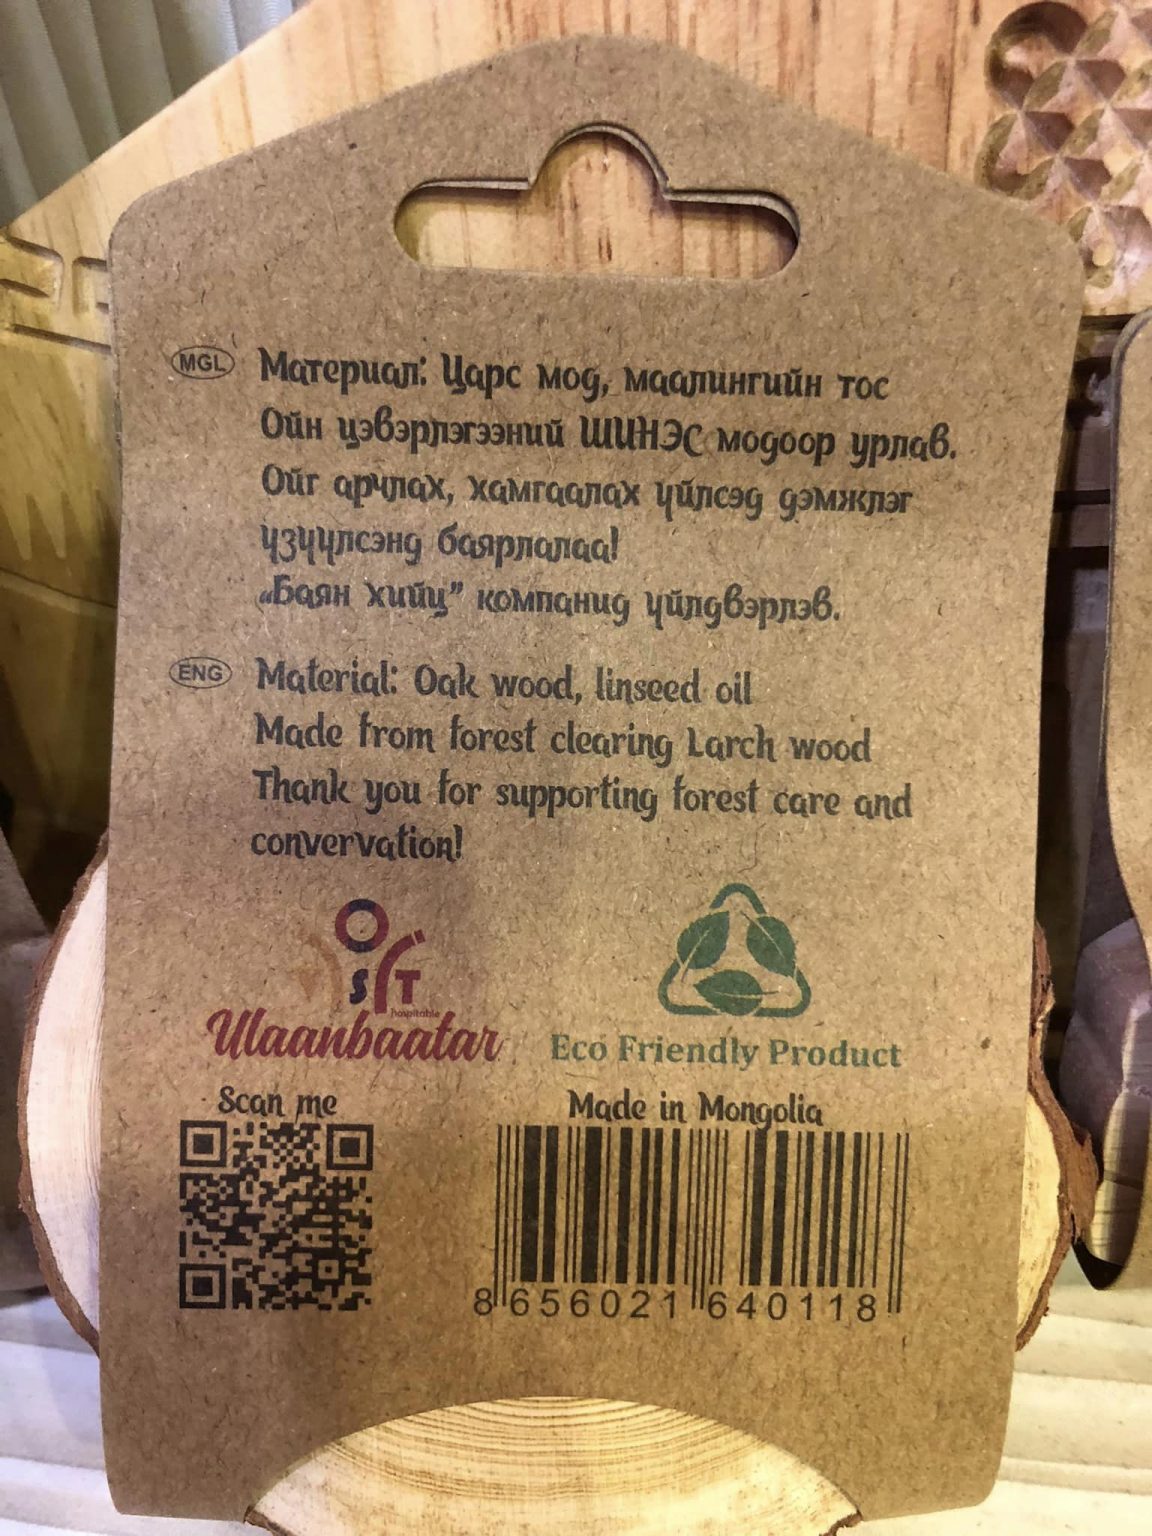 MGL Материал: Царс мод, маалингийн тос
Ойн цэвэрлэгээний ШИНЭС модоор урлав.
Ойг арчлах, хамгаалах үйлсэд дэмжлэг
үзүүлсэнд баярлалаа!
„Баян хийц” компанид үйлдвэрлэв.
ENG Material: Oak wood, linseed oil
Made from forest clearing Larch wood
Thank you for supporting forest care and
convervation!
hospitable
Ulaanbaatar
Eco Friendly Product
Scan me
Made in Mongolia
8 656021 640118